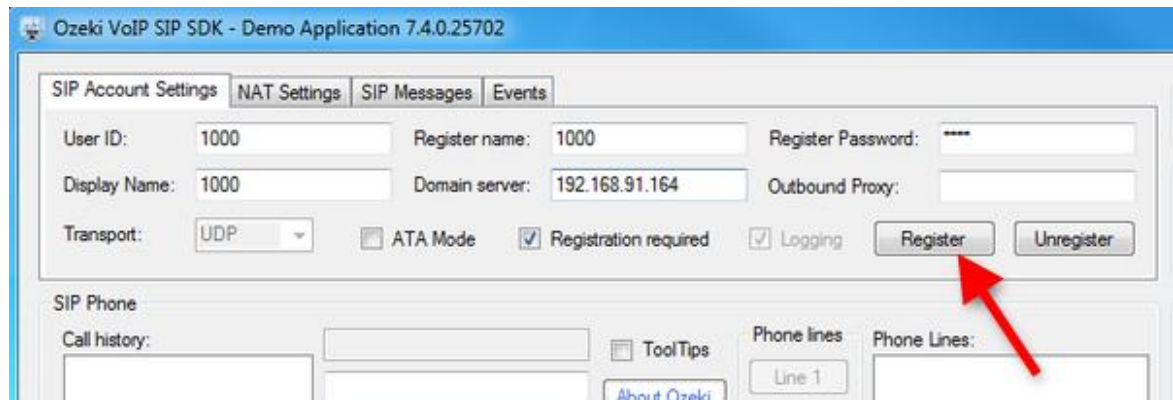 Ozeki VoIP SIP SDK - Demo Application 7.4.0.25702
SIP Account Settings NAT Settings SIP Messages Events
User ID: 1000 Register name: 1000 Register Password: ****
Display Name: 1000 Domain server: 192.168.91.164 Outbound Proxy:
Transport: UDP ATA Mode Registration required Logging Register Unregister
SIP Phone
Call history: ToolTips Phone lines Phone Lines:
Line 1
About Ozeki